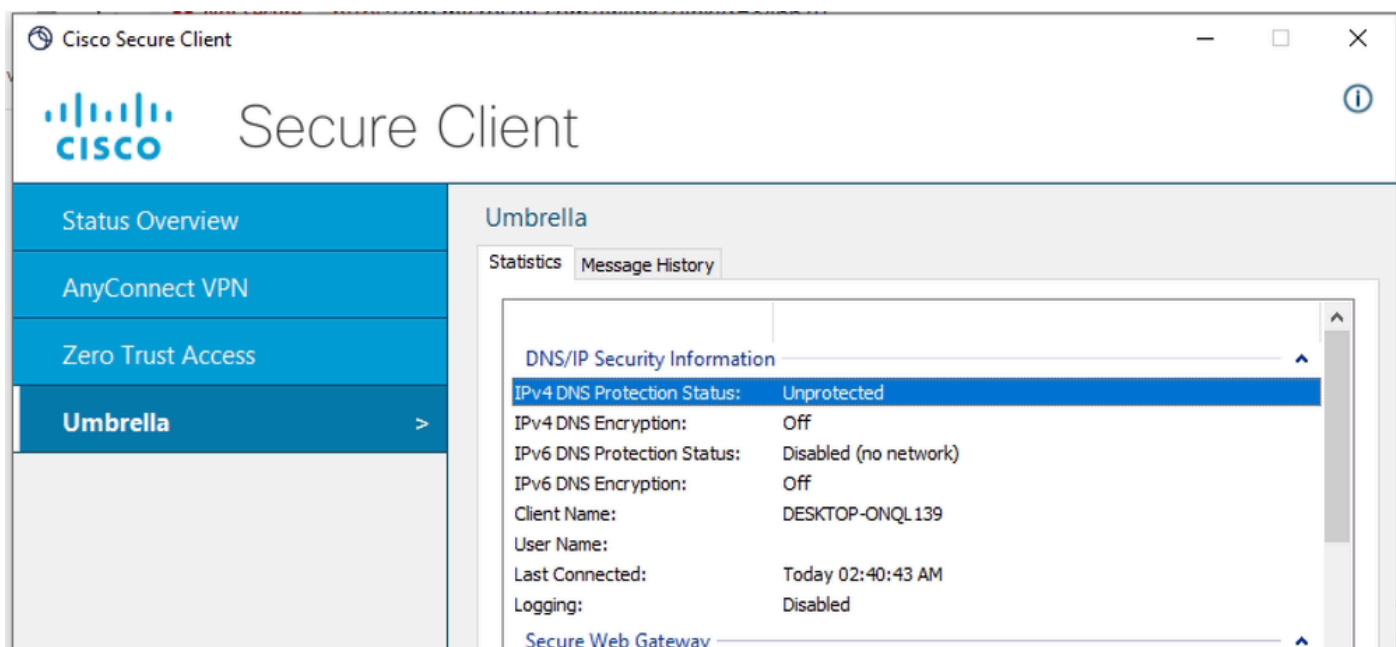 Cisco Secure Client
CISCO Secure Client
Status Overview
AnyConnect VPN
Zero Trust Access
Umbrella >
Umbrella
Statistics Message History
DNS/IP Security Information
IPv4 DNS Protection Status: Unprotected
IPv4 DNS Encryption: Off
IPv6 DNS Protection Status: Disabled (no network)
IPv6 DNS Encryption: Off
Client Name: DESKTOP-ONQL139
User Name:
Last Connected: Today 02:40:43 AM
Logging: Disabled
Secure Web Gateway